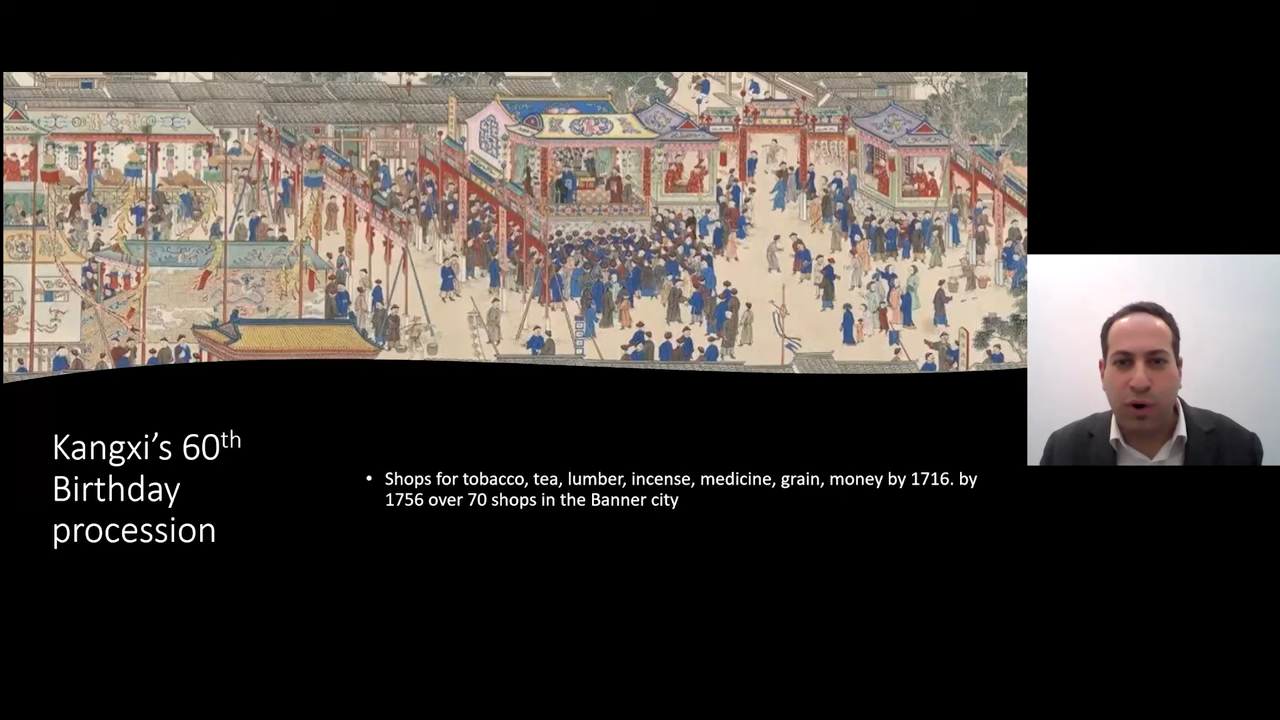 Kangxi’s 60th
Birthday
procession
• Shops for tobacco, tea, lumber, incense, medicine, grain, money by 1716. by
1756 over 70 shops in the Banner city